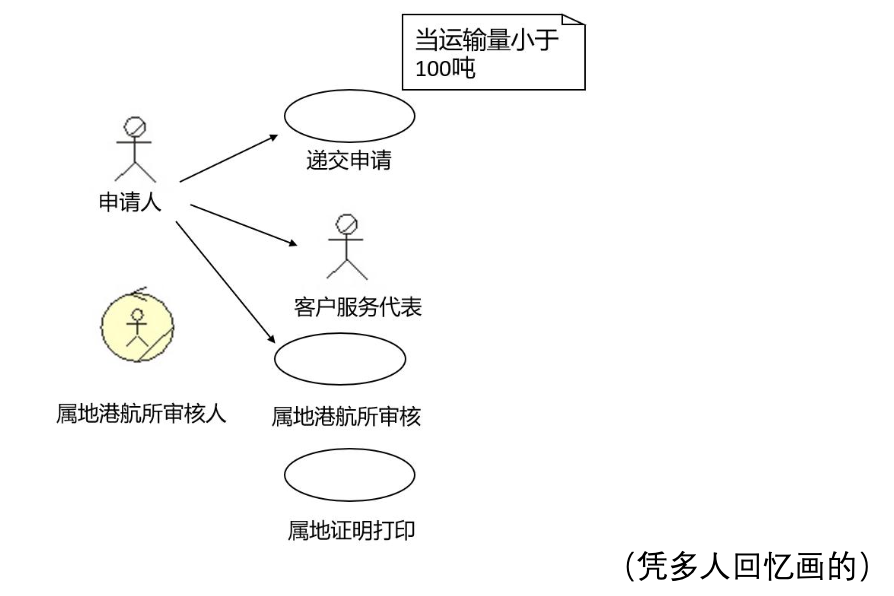 当运输量小于
100吨
递交申请
申请人
客户服务代表
属地港航所审核人
属地港航所审核
属地证明打印
（凭多人回忆画的）